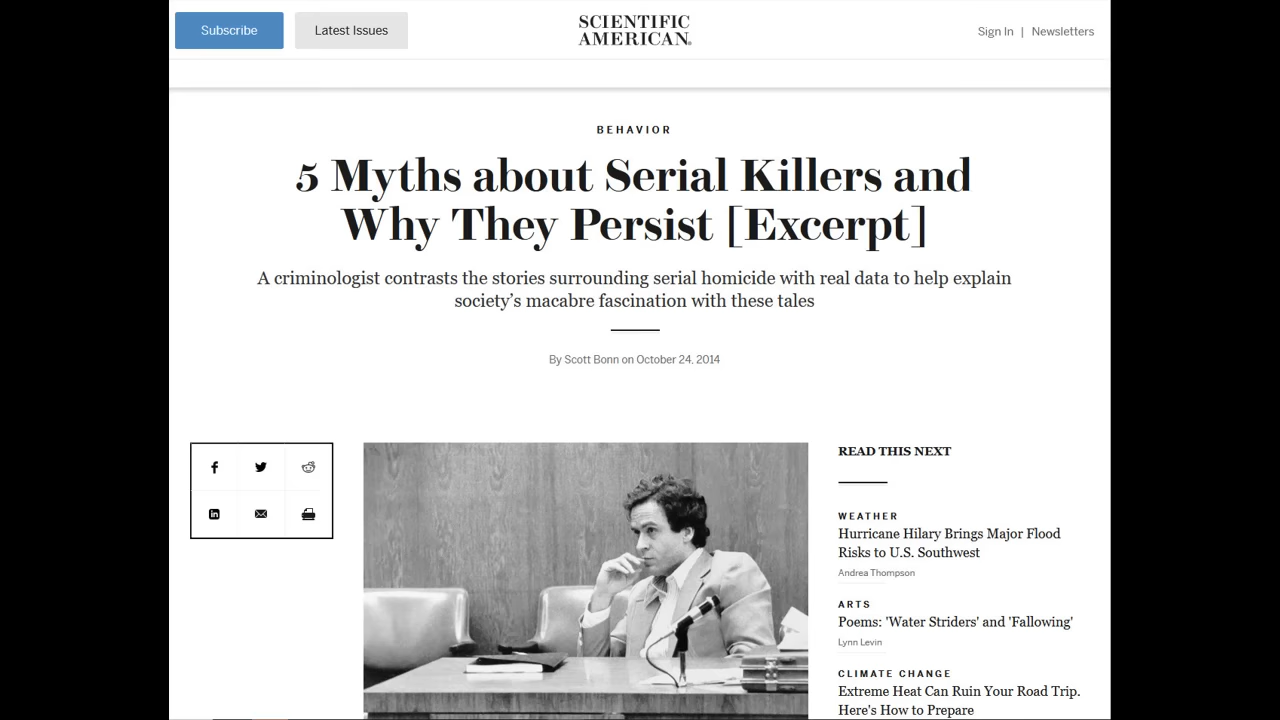 Subscribe
Latest Issues
SCIENTIFIC
AMERICAN®
Sign In | Newsletters
BEHAVIOR
5 Myths about Serial Killers and
Why They Persist [Excerpt]
A criminologist contrasts the stories surrounding serial homicide with real data to help explain
society's macabre fascination with these tales
By Scott Bonn on October 24, 2014
READ THIS NEXT
WEATHER
Hurricane Hilary Brings Major Flood
Risks to U.S. Southwest
Andrea Thompson
ARTS
Poems: 'Water Striders' and 'Fallowing'
Lynn Levin
CLIMATE CHANGE
Extreme Heat Can Ruin Your Road Trip.
Here's How to Prepare